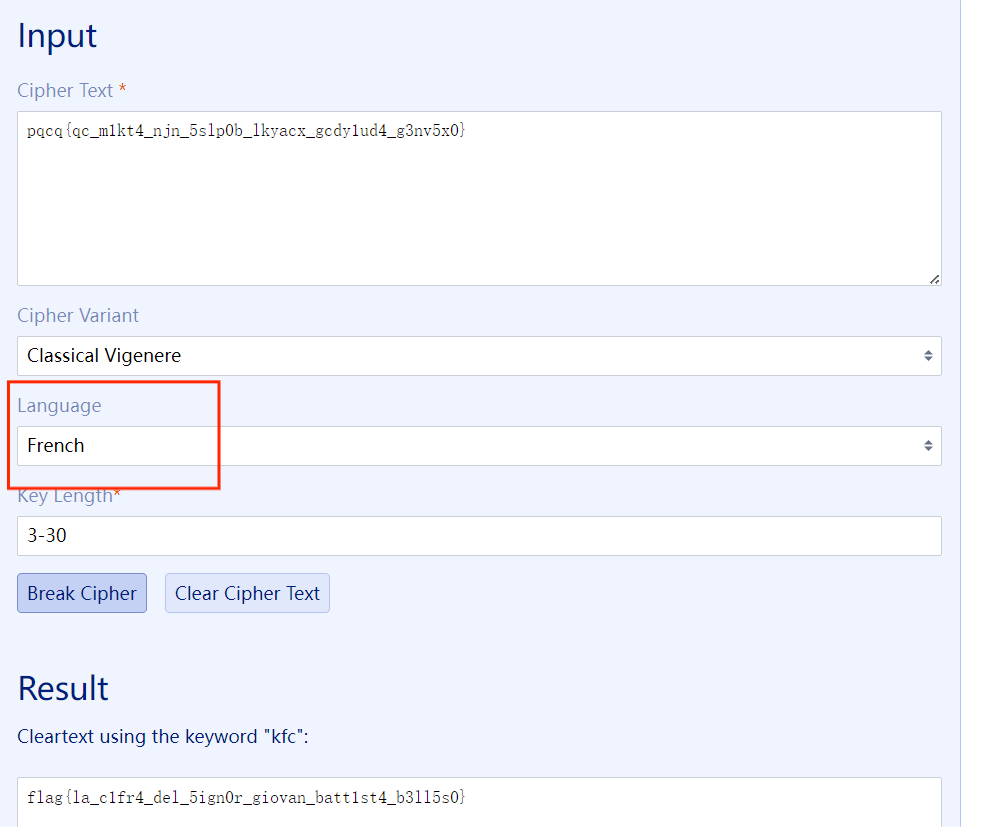 Input
Cipher Text *
pqcq{qc_m1kt4_njn_5slp0b_lkyacx_gcdy1ud4_g3nv5x0}
Cipher Variant
Classical Vigenere
Language
French
Key Length*
3-30
Break Cipher Clear Cipher Text
Result
Cleartext using the keyword "kfc":
flag{la_c1fr4_del_5ign0r_giovan_batt1st4_b3ll5s0}